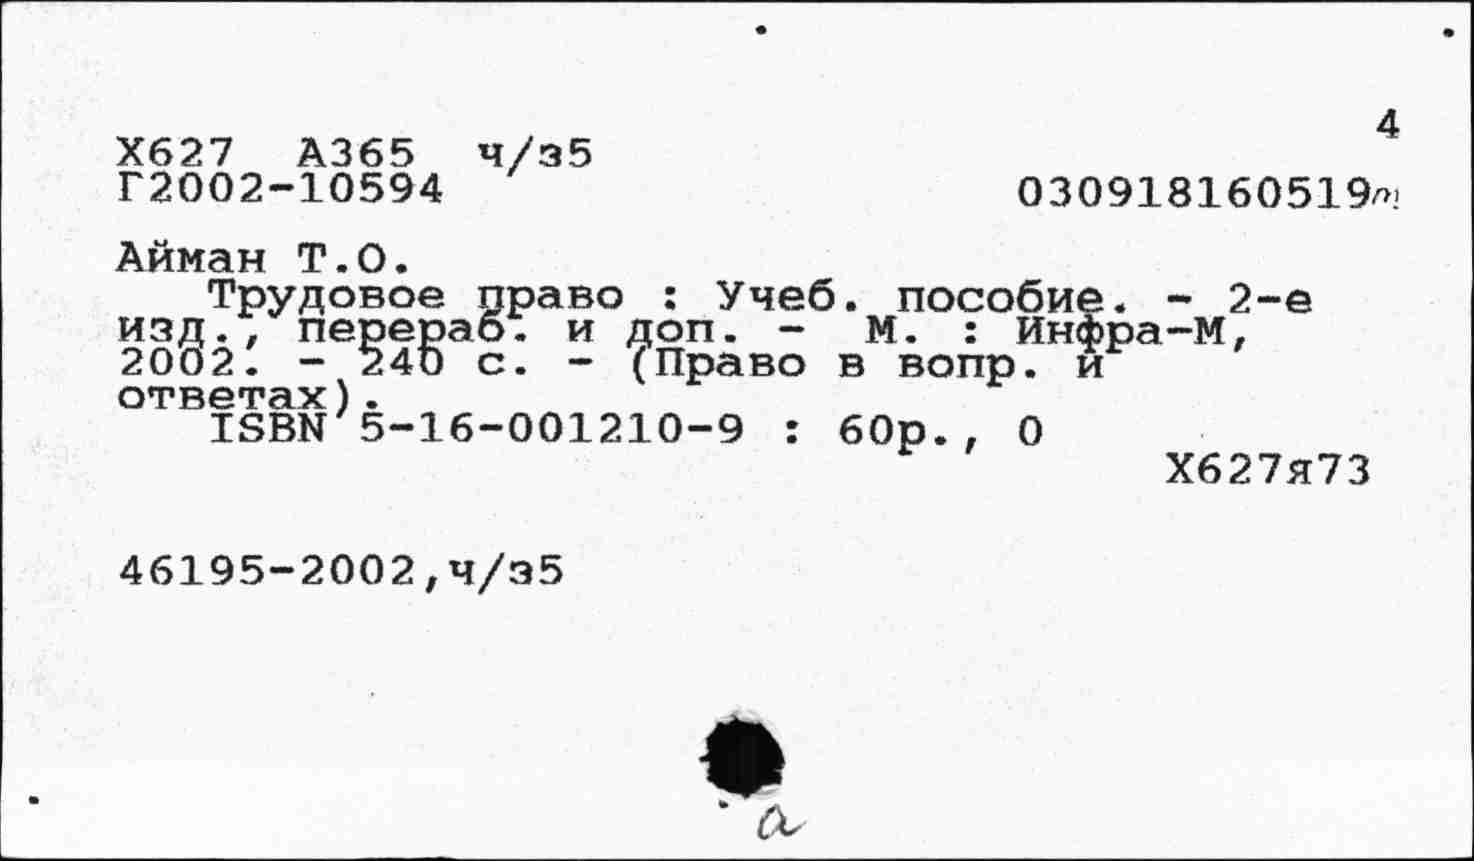 4
Х627 А365 ч/з5
Г2002-10594 030918160519
Айман Т.О.
Трудовое право : Учеб. пособие. - 2-е
изд., перераб. и доп. - М. : Инфра-М,
2002. - 240 с. - (Право в вопр. и
ответах).
ISBN 5-16-001210-9 : 60р., 0
Х627я73
46195-2002,ч/з5
а